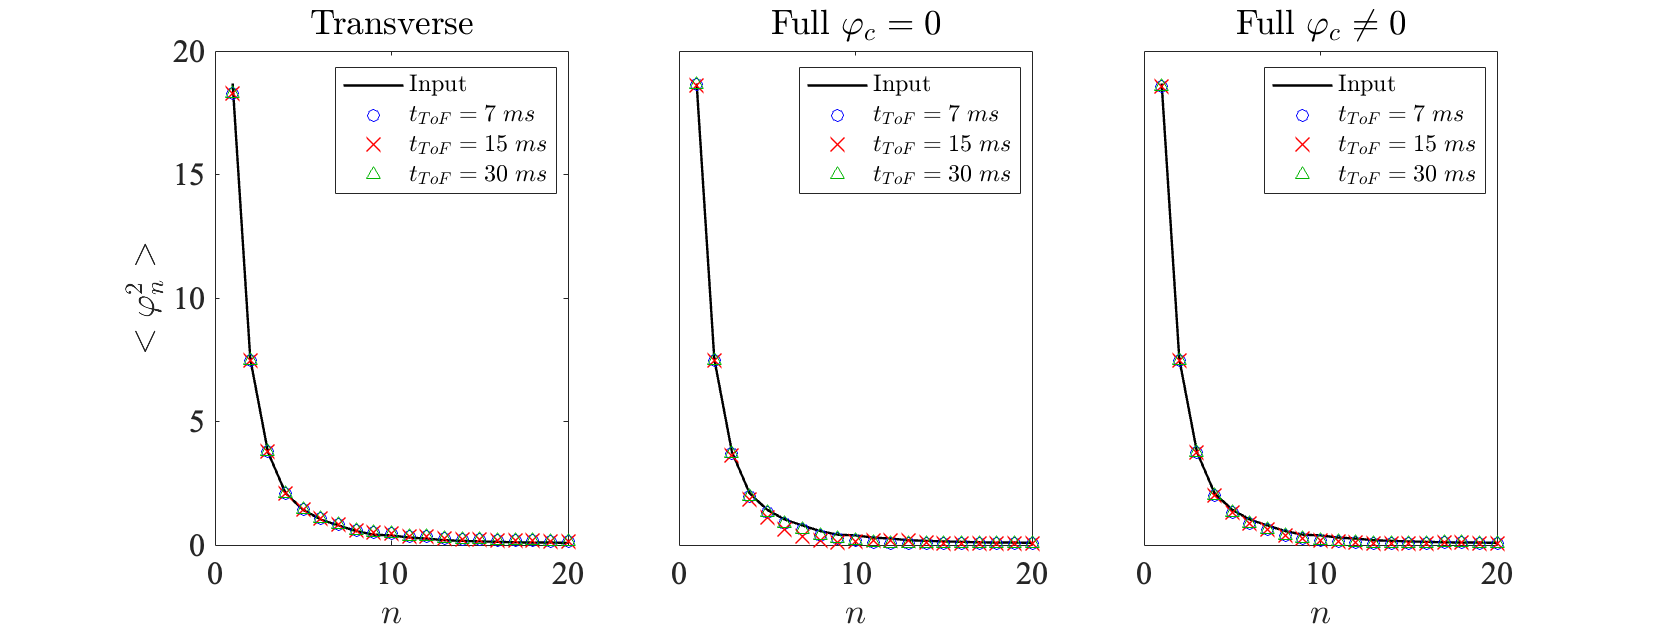 Transverse
Full φ_c = 0
Full φ_c ≠ 0
< φ_n^2 >
20
15
10
5
0
Input
t_ToF = 7 ms
t_ToF = 15 ms
t_ToF = 30 ms
Input
t_ToF = 7 ms
t_ToF = 15 ms
t_ToF = 30 ms
Input
t_ToF = 7 ms
t_ToF = 15 ms
t_ToF = 30 ms
0 10 20
0 10 20
0 10 20
n
n
n